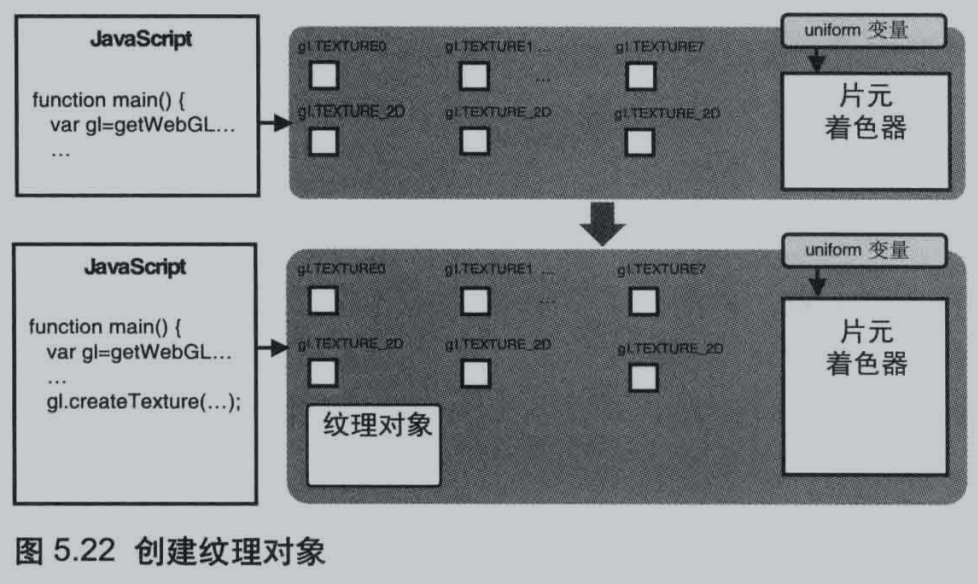 JavaScript
function main() {
var gl=getWebGL...
...
gl.TEXTURE0
gl.TEXTURE1 ...
gl.TEXTURE7
...
gl.TEXTURE_2D
gl.TEXTURE_2D
gl.TEXTURE_2D
uniform 变量
片元
着色器
JavaScript
function main() {
var gl=getWebGL...
...
gl.createTexture(...);
gl.TEXTURE0
gl.TEXTURE1 ...
gl.TEXTURE7
...
gl.TEXTURE_2D
gl.TEXTURE_2D
gl.TEXTURE_2D
纹理对象
uniform 变量
片元
着色器
图 5.22 创建纹理对象